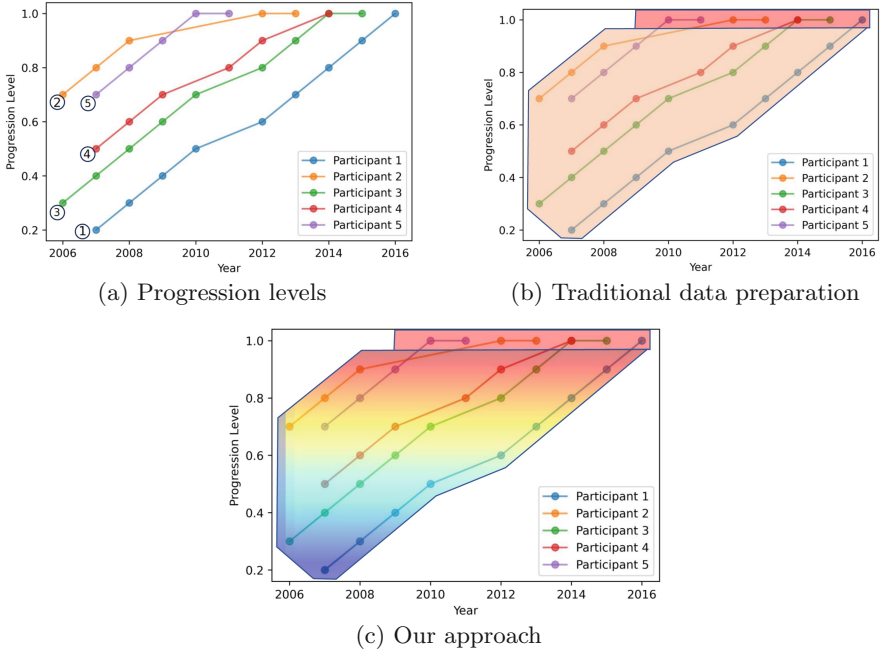 Progression Level
1.0
0.8
0.6
0.4
0.2
2
5
4
3
1
Participant 1
Participant 2
Participant 3
Participant 4
Participant 5
2006 2008 2010 2012 2014 2016
Year
(a) Progression levels
Progression Level
1.0
0.8
0.6
0.4
0.2
Participant 1
Participant 2
Participant 3
Participant 4
Participant 5
2006 2008 2010 2012 2014 2016
Year
(b) Traditional data preparation
Progression Level
1.0
0.8
0.6
0.4
0.2
Participant 1
Participant 2
Participant 3
Participant 4
Participant 5
2006 2008 2010 2012 2014 2016
Year
(c) Our approach